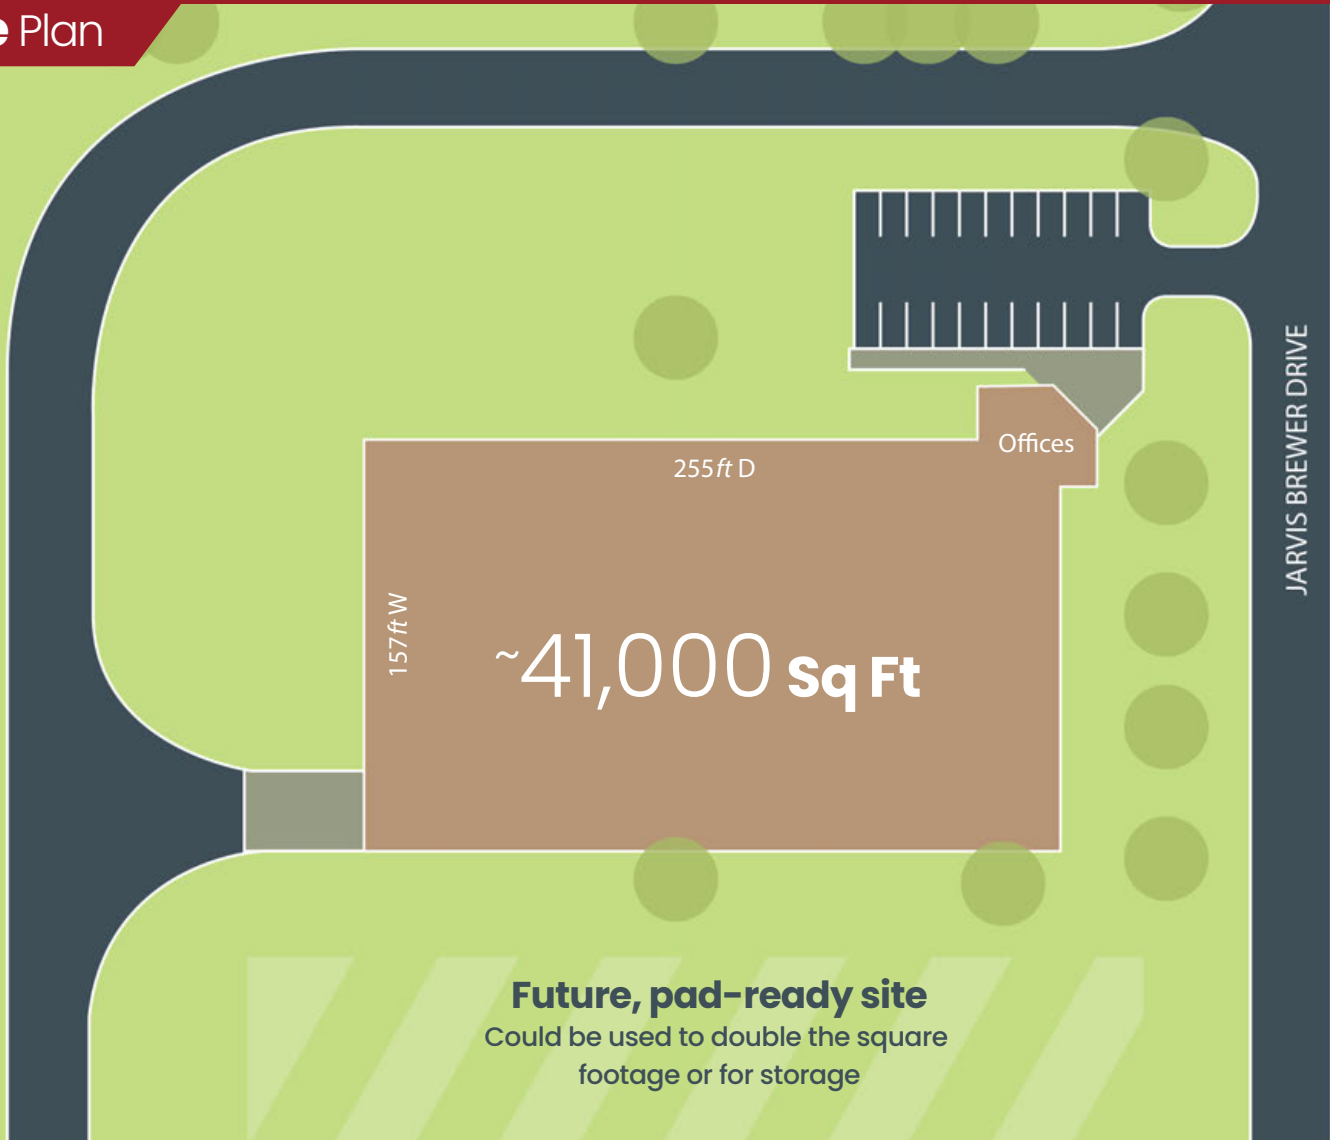 e Plan
JARVIS BREWER DRIVE
Offices
255ft D
157ft W
~41,000 Sq Ft
Future, pad-ready site
Could be used to double the square
footage or for storage